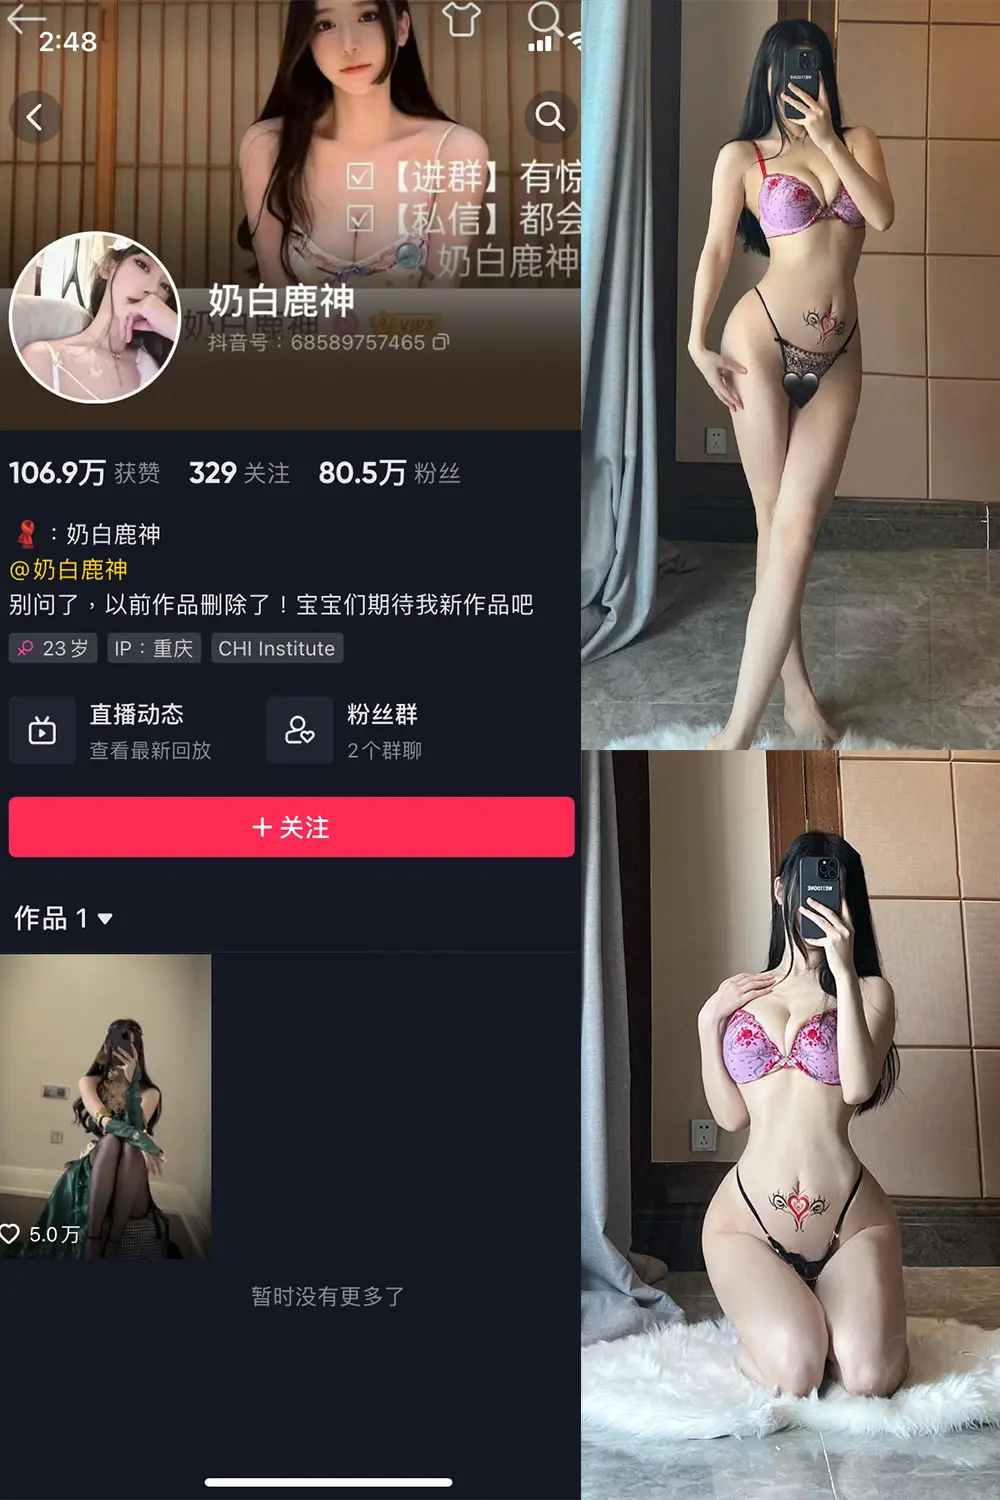 2:48
【进群】有惊
【私信】都会
奶白鹿神
奶白鹿神
奶白鹿神
VIP3
抖音号：68589757465
106.9万 获赞 329 关注 80.5万 粉丝
：奶白鹿神
@奶白鹿神
别问了，以前作品删除了！宝宝们期待我新作品吧
23岁 IP：重庆 CHI Institute
直播动态
查看最新回放
粉丝群
2个群聊
+ 关注
作品 1
5.0万
暂时没有更多了